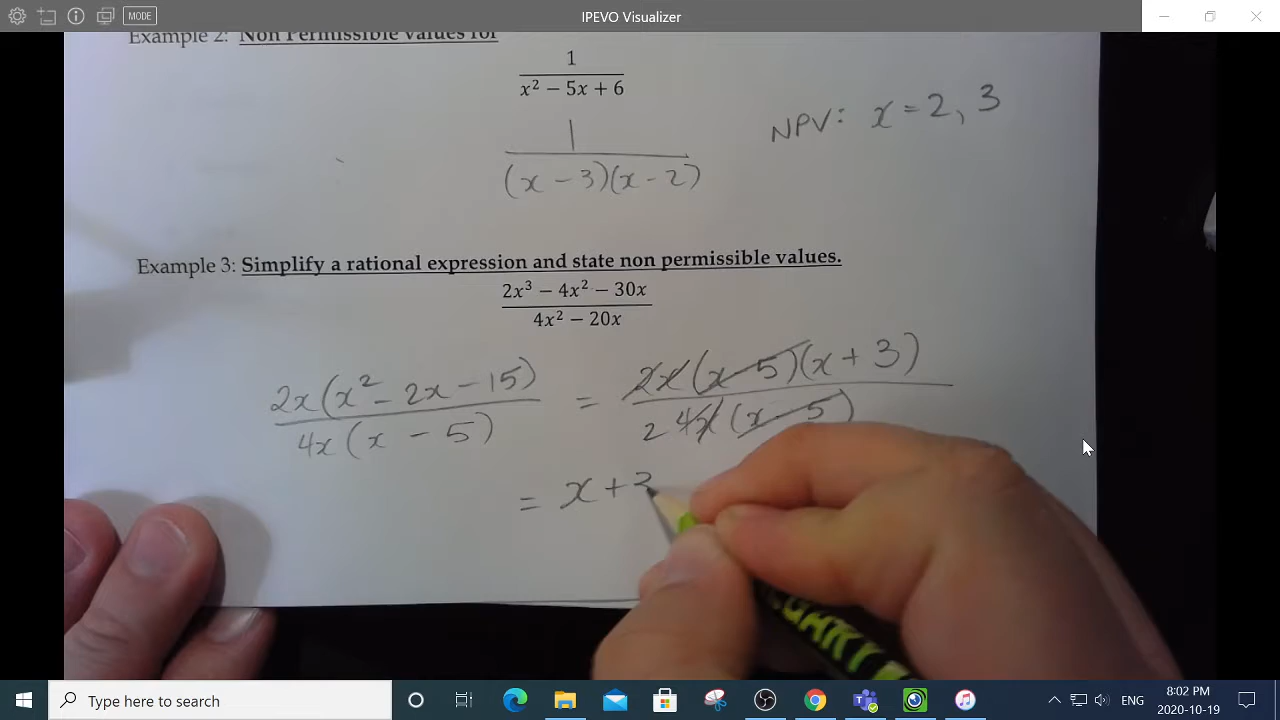 IPEVO Visualizer
MODE
Example 2: Non Permissible values for
1
x² − 5x + 6
1
(x − 3)(x − 2)
NPV: x = 2, 3
Example 3: Simplify a rational expression and state non permissible values.
2x³ − 4x² − 30x
4x² − 20x
2x(x² − 2x − 15) = 2x(x − 5)(x + 3)
4x(x − 5) 2 4x(x − 5)
= x + 3
Type here to search
ENG
8:02 PM
2020-10-19